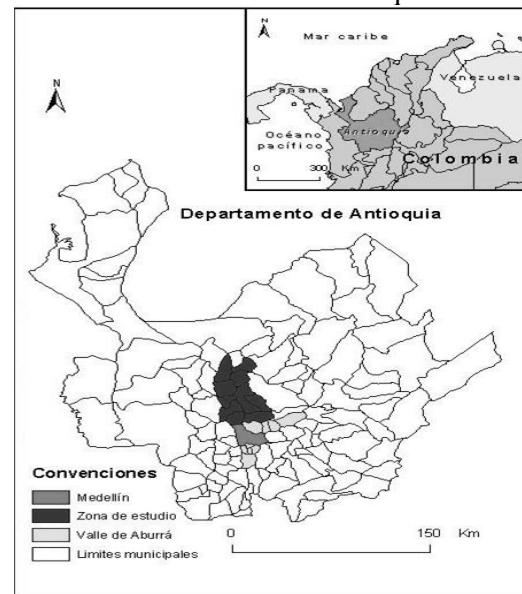 N
Mar caribe
Panama
Venezuela
Océano
pacífico
Antioquia
0 300 Km
Colombia
N
Departamento de Antioquia
Convenciones
Medellín
Zona de estudio
Valle de Aburrá
Limites municipales
0 150 Km